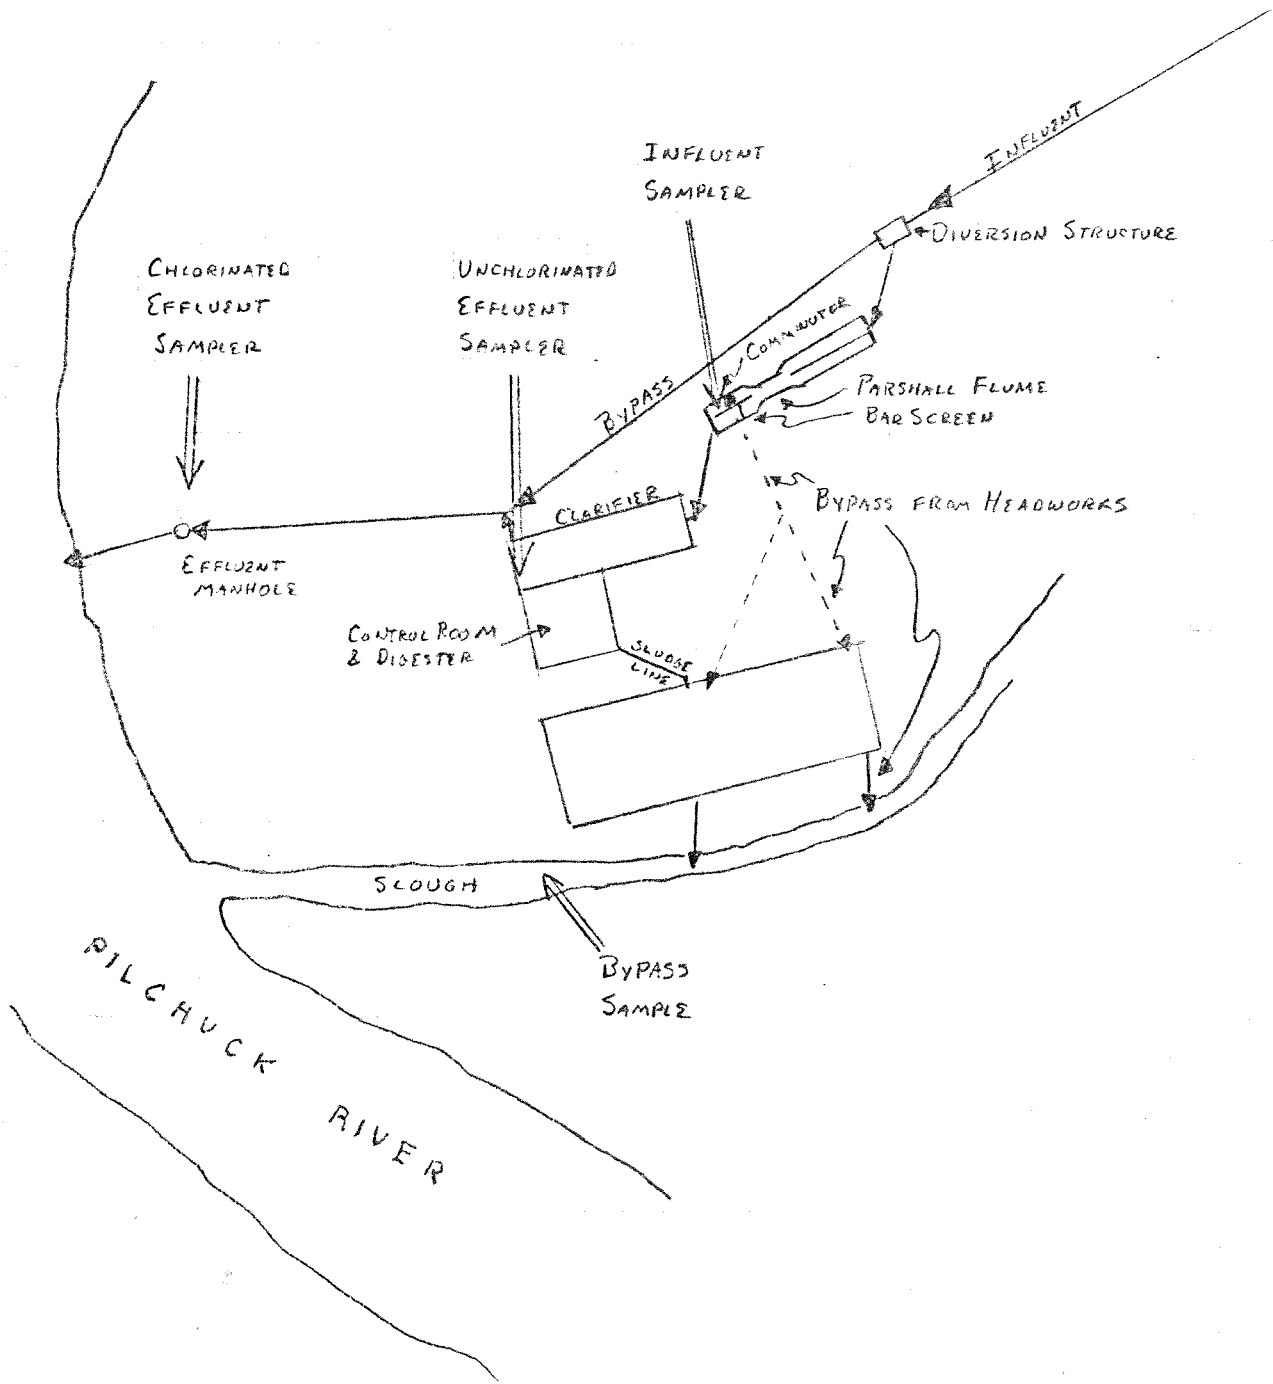 INFLUENT
INFLUENT
SAMPLER
DIVERSION STRUCTURE
CHLORINATED
EFFLUENT
SAMPLER
UNCHLORINATED
EFFLUENT
SAMPLER
COMMINUTOR
BYPASS
PARSHALL FLUME
BAR SCREEN
CLARIFIER
BYPASS FROM HEADWORKS
EFFLUENT
MANHOLE
CONTROL ROOM
& DIGESTER
SLUDGE
LINE
SLOUGH
BYPASS
SAMPLE
PILCHUCK RIVER